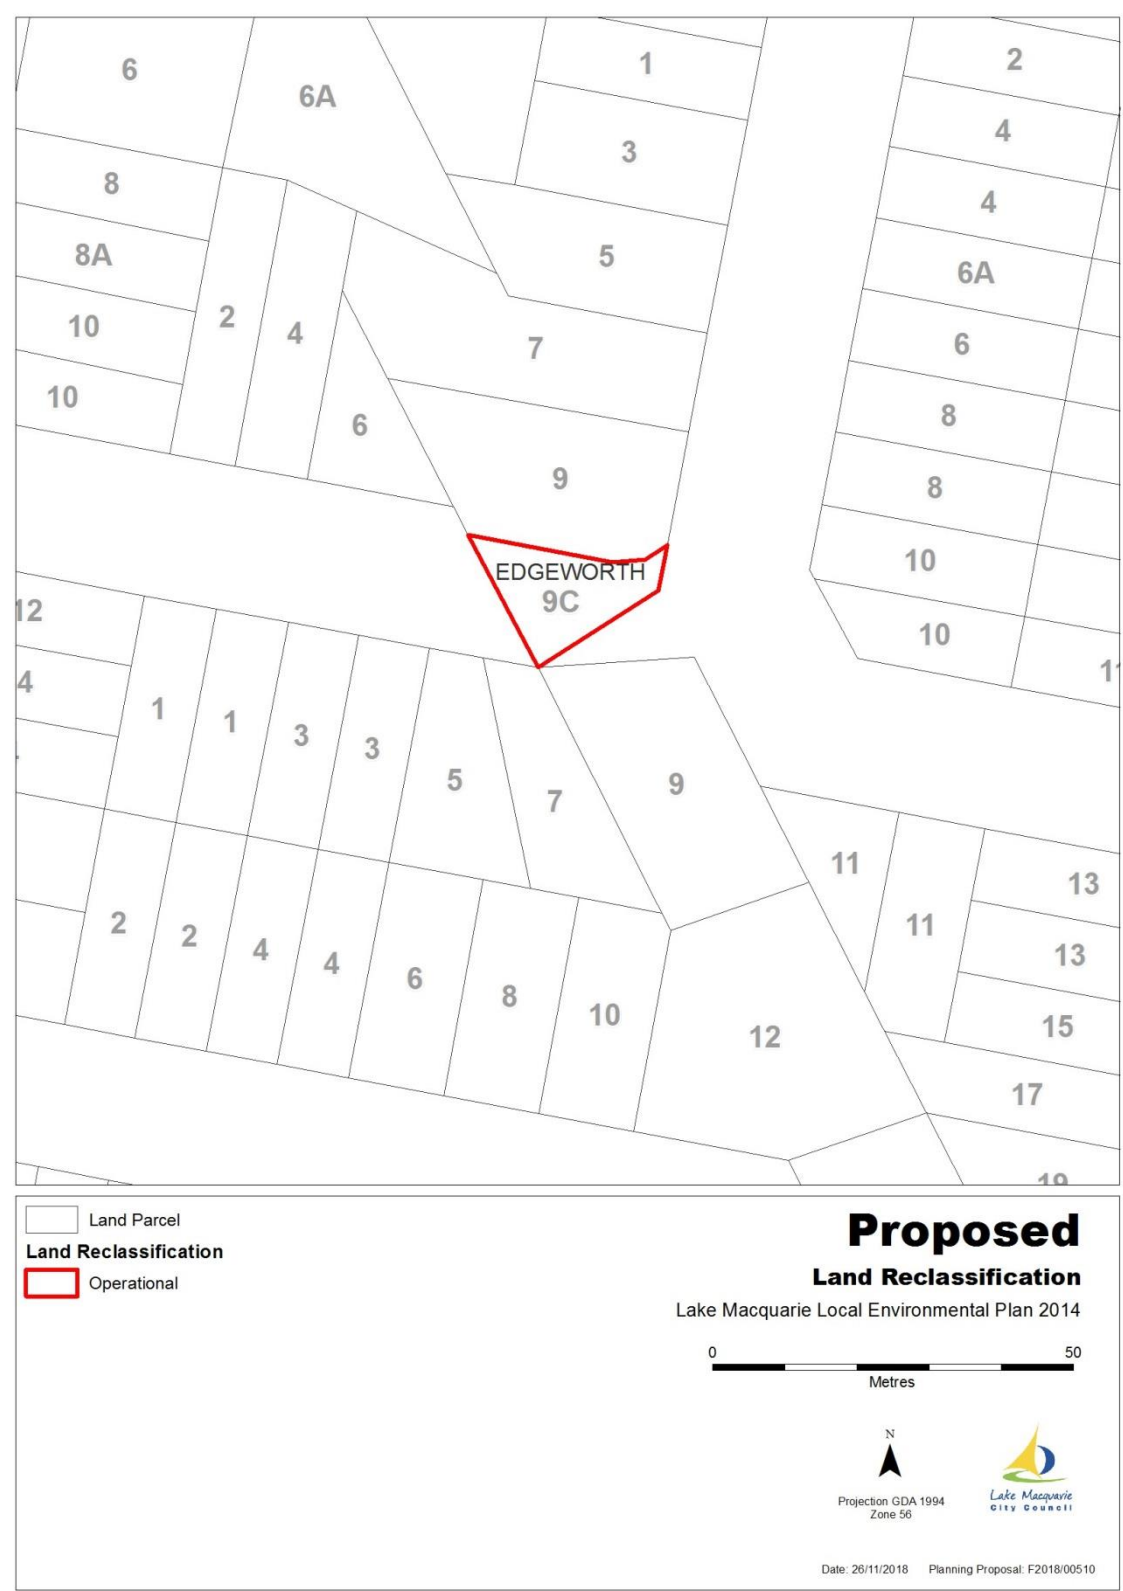 6
6A
1
2
3
4
8
4
8A
5
6A
10
2
4
7
6
10
6
8
9
8
EDGEWORTH
9C
10
12
10
4
1
1
3
3
5
7
9
11
13
2
2
4
4
6
8
10
12
11
13
15
17
19
Land Parcel
Land Reclassification
Operational
Proposed
Land Reclassification
Lake Macquarie Local Environmental Plan 2014
0 50
Metres
N
Projection GDA 1994
Zone 56
Lake Macquarie
City Council
Date: 26/11/2018 Planning Proposal: F2018/00510